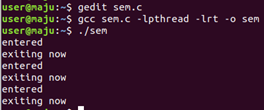 user@maju:~$ gedit sem.c
user@maju:~$ gcc sem.c -lpthread -lrt -o sem
user@maju:~$ ./sem
entered
exiting now
entered
exiting now
entered
exiting now